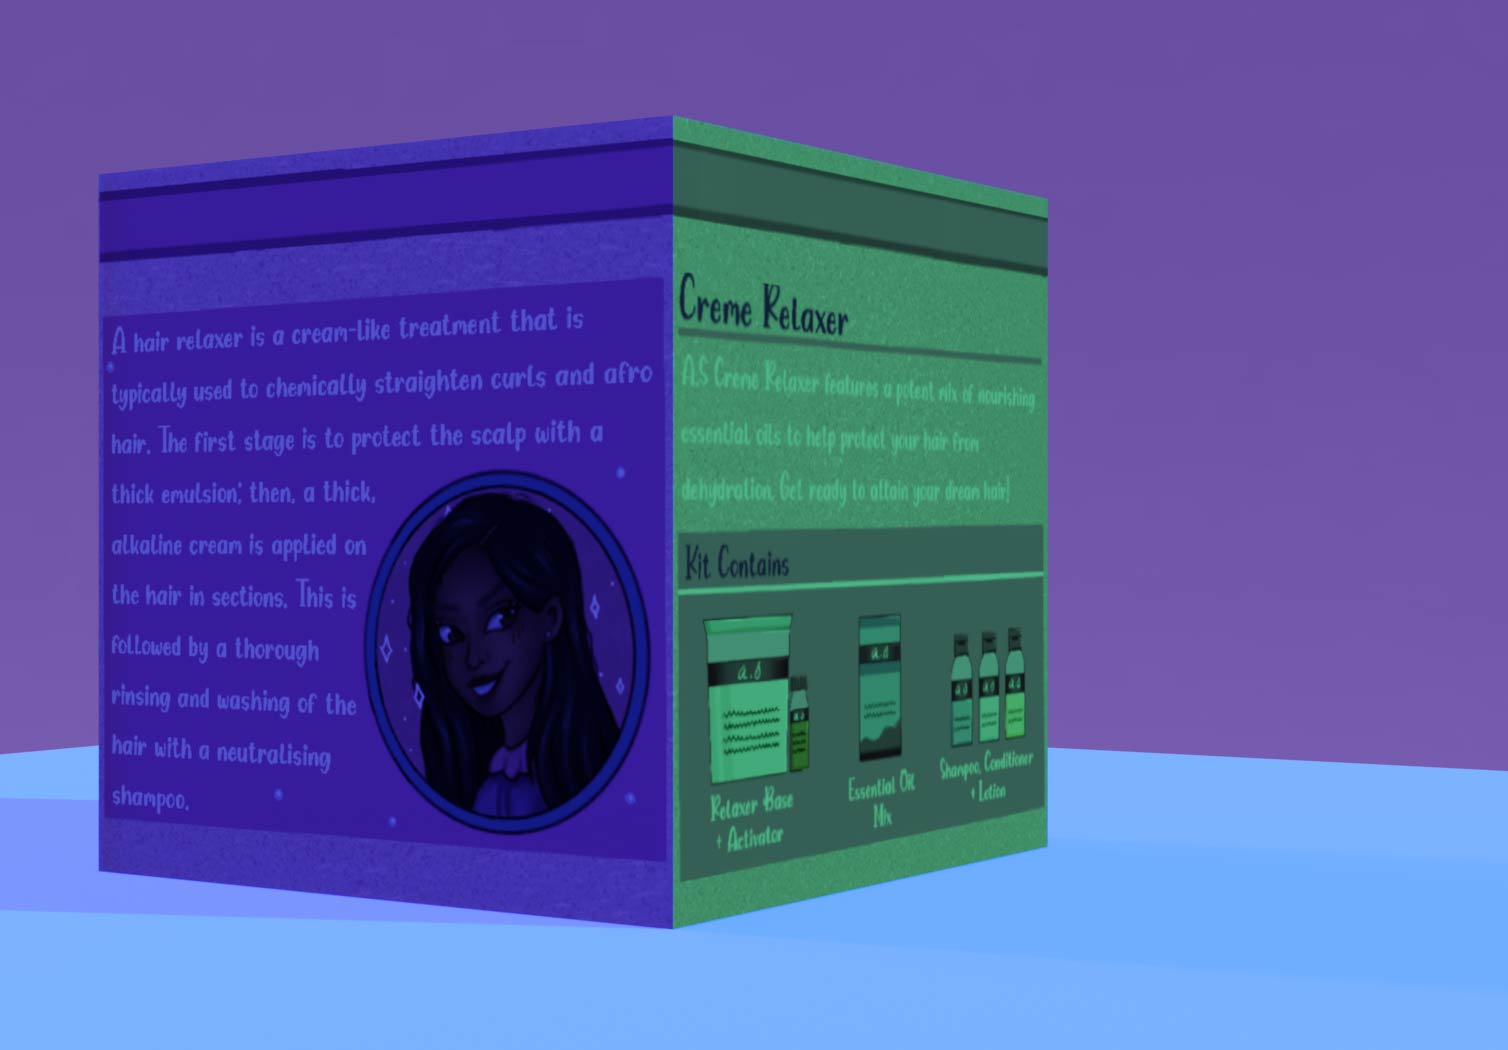 A hair relaxer is a cream-like treatment that is
typically used to chemically straighten curls and afro
hair. The first stage is to protect the scalp with a
thick emulsion; then, a thick,
alkaline cream is applied on
the hair in sections. This is
followed by a thorough
rinsing and washing of the
hair with a neutralising
shampoo.
Creme Relaxer
A.S Creme Relaxer features a potent mix of nourishing
essential oils to help protect your hair from
dehydration. Get ready to attain your dream hair!
Kit Contains
a.s
a.s
a.s
a.s
a.s
a.s
Relaxer Base
+ Activator
Essential Oil
Mix
Shampoo, Conditioner
+ Lotion